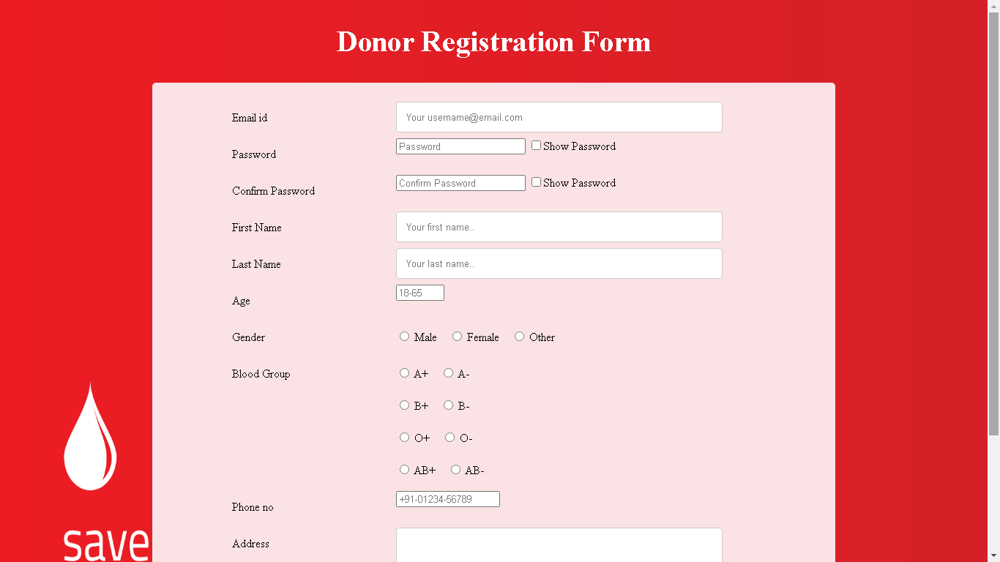 Donor Registration Form
Email id Your username@email.com
Password Password Show Password
Confirm Password Confirm Password Show Password
First Name Your first name..
Last Name Your last name..
Age 18-65
Gender Male Female Other
Blood Group A+ A-
B+ B-
O+ O-
AB+ AB-
Phone no +91-01234-56789
Address
save